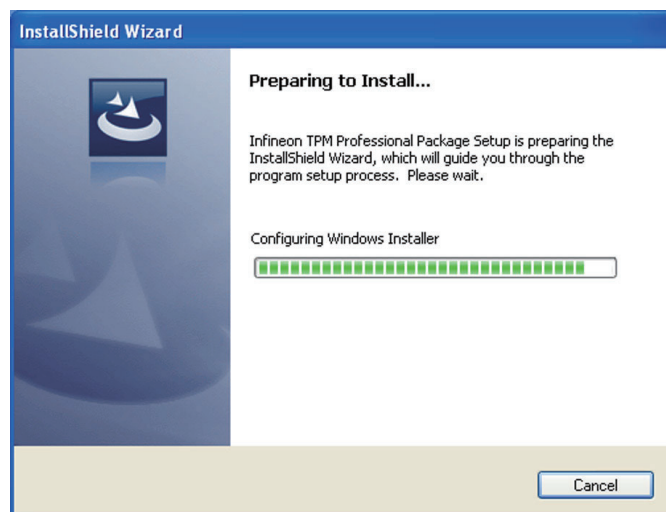 InstallShield Wizard
Preparing to Install...
Infineon TPM Professional Package Setup is preparing the
InstallShield Wizard, which will guide you through the
program setup process.  Please wait.
Configuring Windows Installer
Cancel